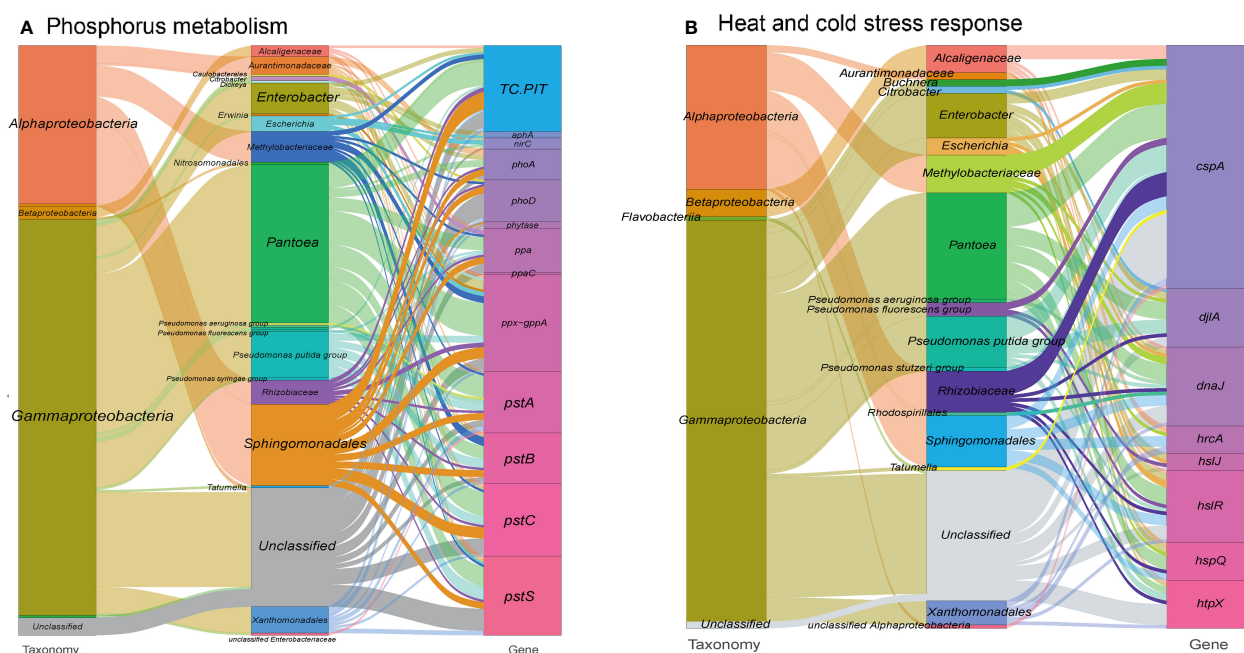 A Phosphorus metabolism
Alphaproteobacteria
Betaproteobacteria
Gammaproteobacteria
Unclassified
Taxonomy
Alcaligenaceae
Aurantimonadaceae
Caulobacterales
Citrobacter
Dickeya
Enterobacter
Erwinia
Escherichia
Methylobacteriaceae
Nitrosomonadales
Pantoea
Pseudomonas aeruginosa group
Pseudomonas fluorescens group
Pseudomonas putida group
Pseudomonas syringae group
Rhizobiaceae
Sphingomonadales
Tatumella
Unclassified
Xanthomonadales
unclassified Enterobacteriaceae
TC.PIT
aphA
nirC
phoA
phoD
phytase
ppa
ppaC
ppx-gppA
pstA
pstB
pstC
pstS
Gene
B Heat and cold stress response
Alphaproteobacteria
Betaproteobacteria
Flavobacteriia
Gammaproteobacteria
Unclassified
Taxonomy
Alcaligenaceae
Aurantimonadaceae
Buchnera
Citrobacter
Enterobacter
Escherichia
Methylobacteriaceae
Pantoea
Pseudomonas aeruginosa group
Pseudomonas fluorescens group
Pseudomonas putida group
Pseudomonas stutzeri group
Rhizobiaceae
Rhodospirillales
Sphingomonadales
Tatumella
Unclassified
Xanthomonadales
unclassified Alphaproteobacteria
cspA
djlA
dnaJ
hrcA
hslJ
hslR
hspQ
htpX
Gene